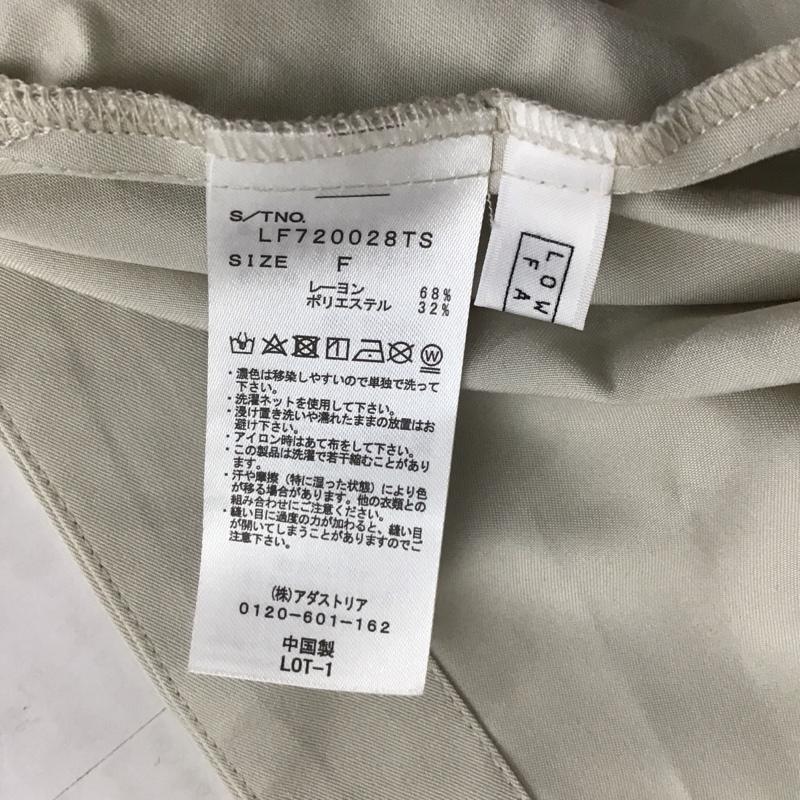 S/TNO.
LF720028TS
SIZE F
レーヨン 68%
ポリエステル 32%
W
・濃色は移染しやすいので単独で洗って
下さい。
・洗濯ネットを使用して下さい。
・浸け置き洗いや濡れたままの放置はお
避け下さい。
・アイロン時はあて布をして下さい。
・この製品は洗濯で若干縮むことがあり
ます。
・汗や摩擦（特に湿った状態）により色
が移る場合があります。他の衣類との
組み合わせにご注意ください。
・縫い目に過度の力が加わると、縫い目
が開いてしまうことがありますのでご
注意下さい。
(株)アダストリア
0120-601-162
中国製
LOT-1
LOW
FA